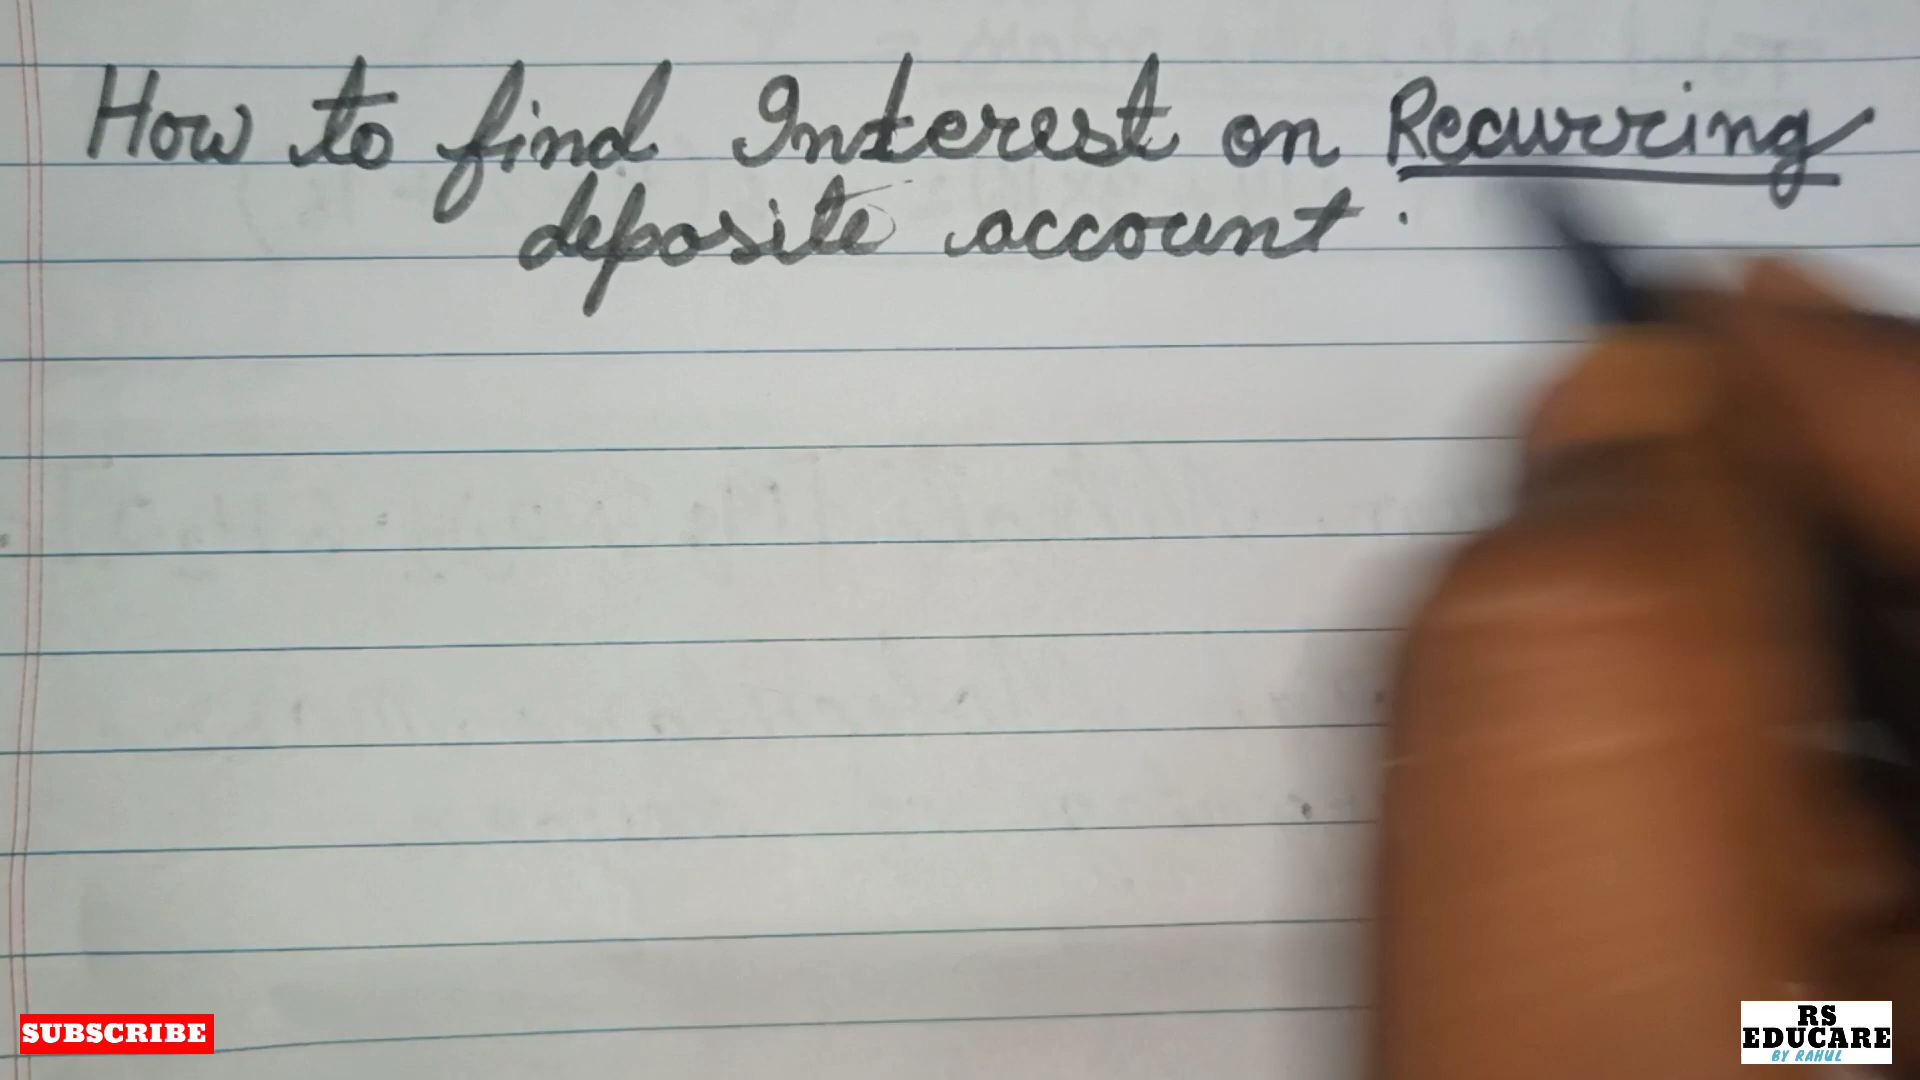 How to find Interest on Recurring
deposite account.
SUBSCRIBE
RS
EDUCARE
BY RAHUL